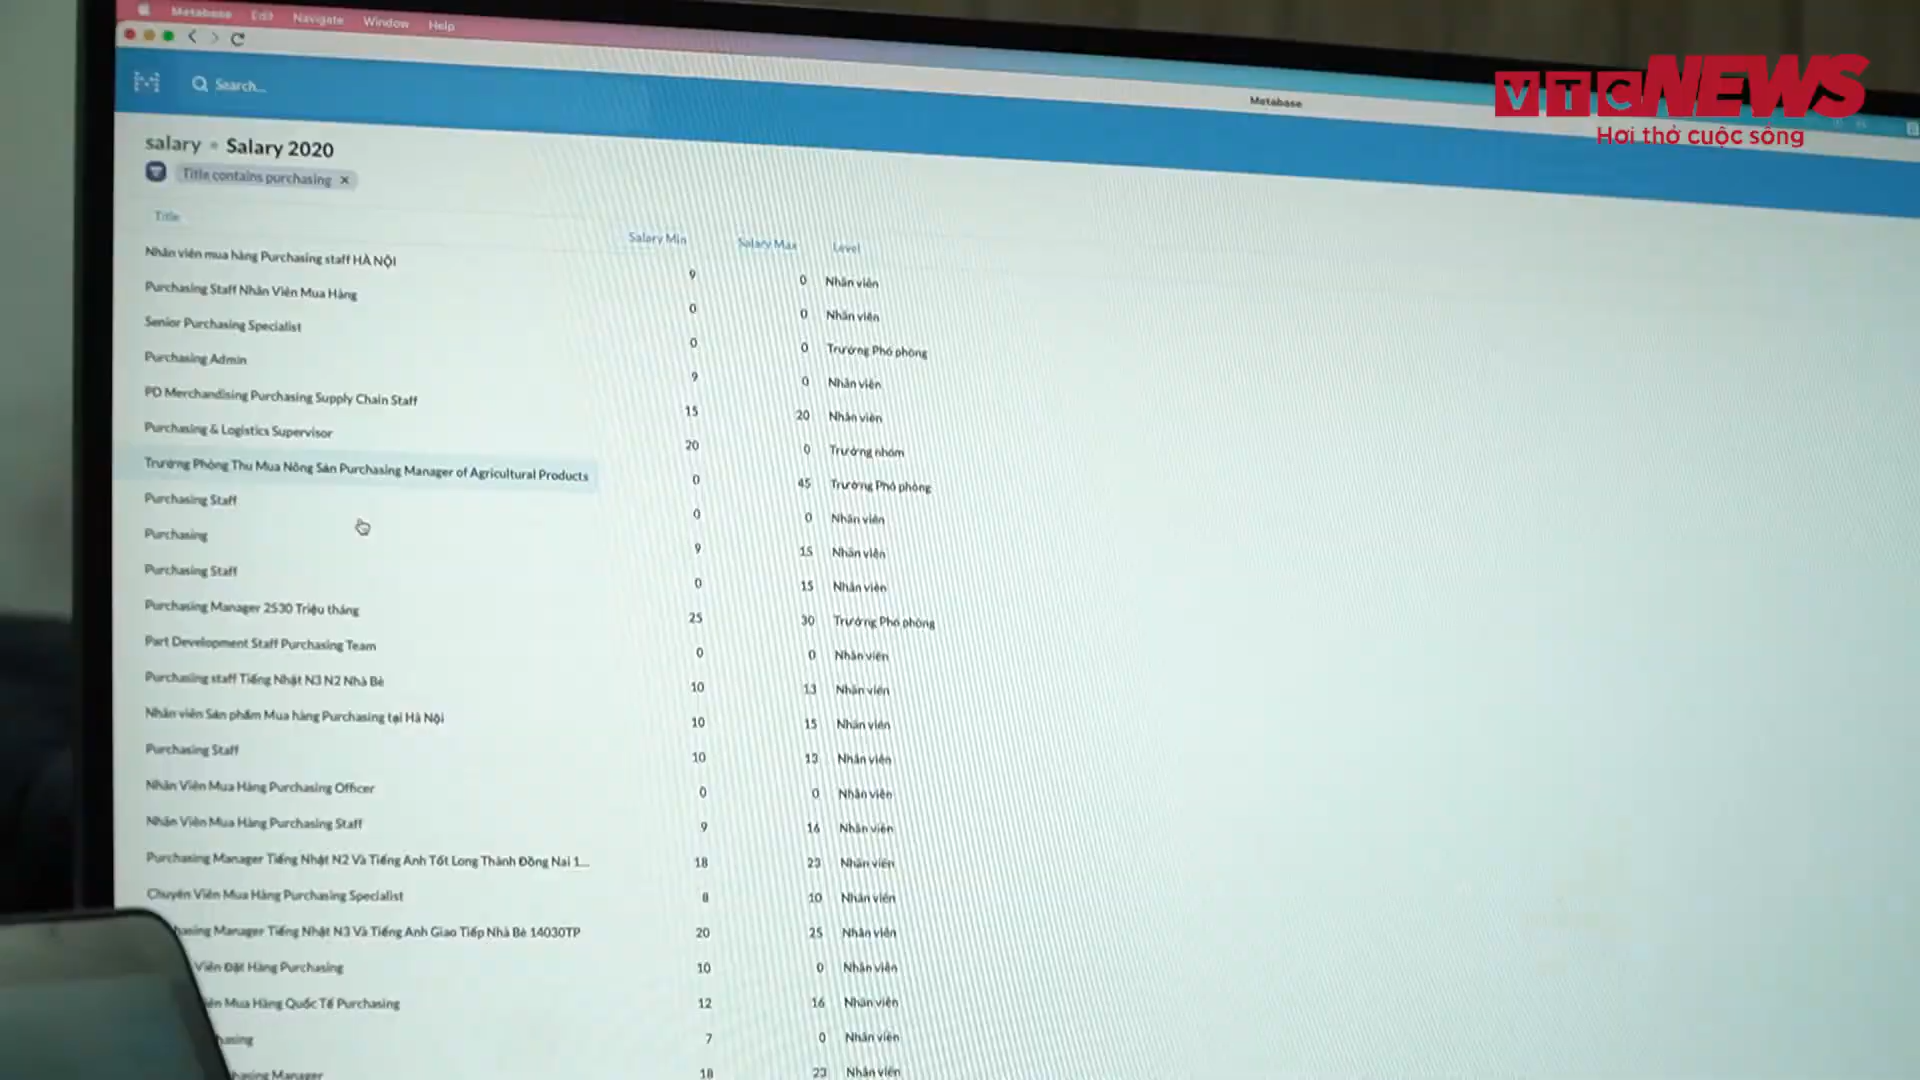 Metabase Edit Navigate Window Help
Metabase
VTC NEWS
Hơi thở cuộc sống
Search...
salary Salary 2020
Title contains purchasing ×
Title Salary Min Salary Max Level
Nhân viên mua hàng Purchasing staff HÀ NỘI 9 0 Nhân viên
Purchasing Staff Nhân Viên Mua Hàng 0 0 Nhân viên
Senior Purchasing Specialist 0 0 Trưởng Phó phòng
Purchasing Admin 9 0 Nhân viên
PD Merchandising Purchasing Supply Chain Staff 15 20 Nhân viên
Purchasing & Logistics Supervisor 20 0 Trưởng nhóm
Trưởng Phòng Thu Mua Nông Sản Purchasing Manager of Agricultural Products 0 45 Trưởng Phó phòng
Purchasing Staff 0 0 Nhân viên
Purchasing 9 15 Nhân viên
Purchasing Staff 0 15 Nhân viên
Purchasing Manager 2530 Triệu tháng 25 30 Trưởng Phó phòng
Part Development Staff Purchasing Team 0 0 Nhân viên
Purchasing staff Tiếng Nhật N3 N2 Nhà Bè 10 13 Nhân viên
Nhân viên Sản phẩm Mua hàng Purchasing tại Hà Nội 10 15 Nhân viên
Purchasing Staff 10 13 Nhân viên
Nhân Viên Mua Hàng Purchasing Officer 0 0 Nhân viên
Nhân Viên Mua Hàng Purchasing Staff 9 16 Nhân viên
Purchasing Manager Tiếng Nhật N2 Và Tiếng Anh Tốt Long Thành Đồng Nai 1... 18 23 Nhân viên
Chuyên Viên Mua Hàng Purchasing Specialist 8 10 Nhân viên
hasing Manager Tiếng Nhật N3 Và Tiếng Anh Giao Tiếp Nhà Bè 14030TP 20 25 Nhân viên
Viên Đặt Hàng Purchasing 10 0 Nhân viên
ên Mua Hàng Quốc Tế Purchasing 12 16 Nhân viên
hasing 7 0 Nhân viên
hasing Manager 18 23 Nhân viên